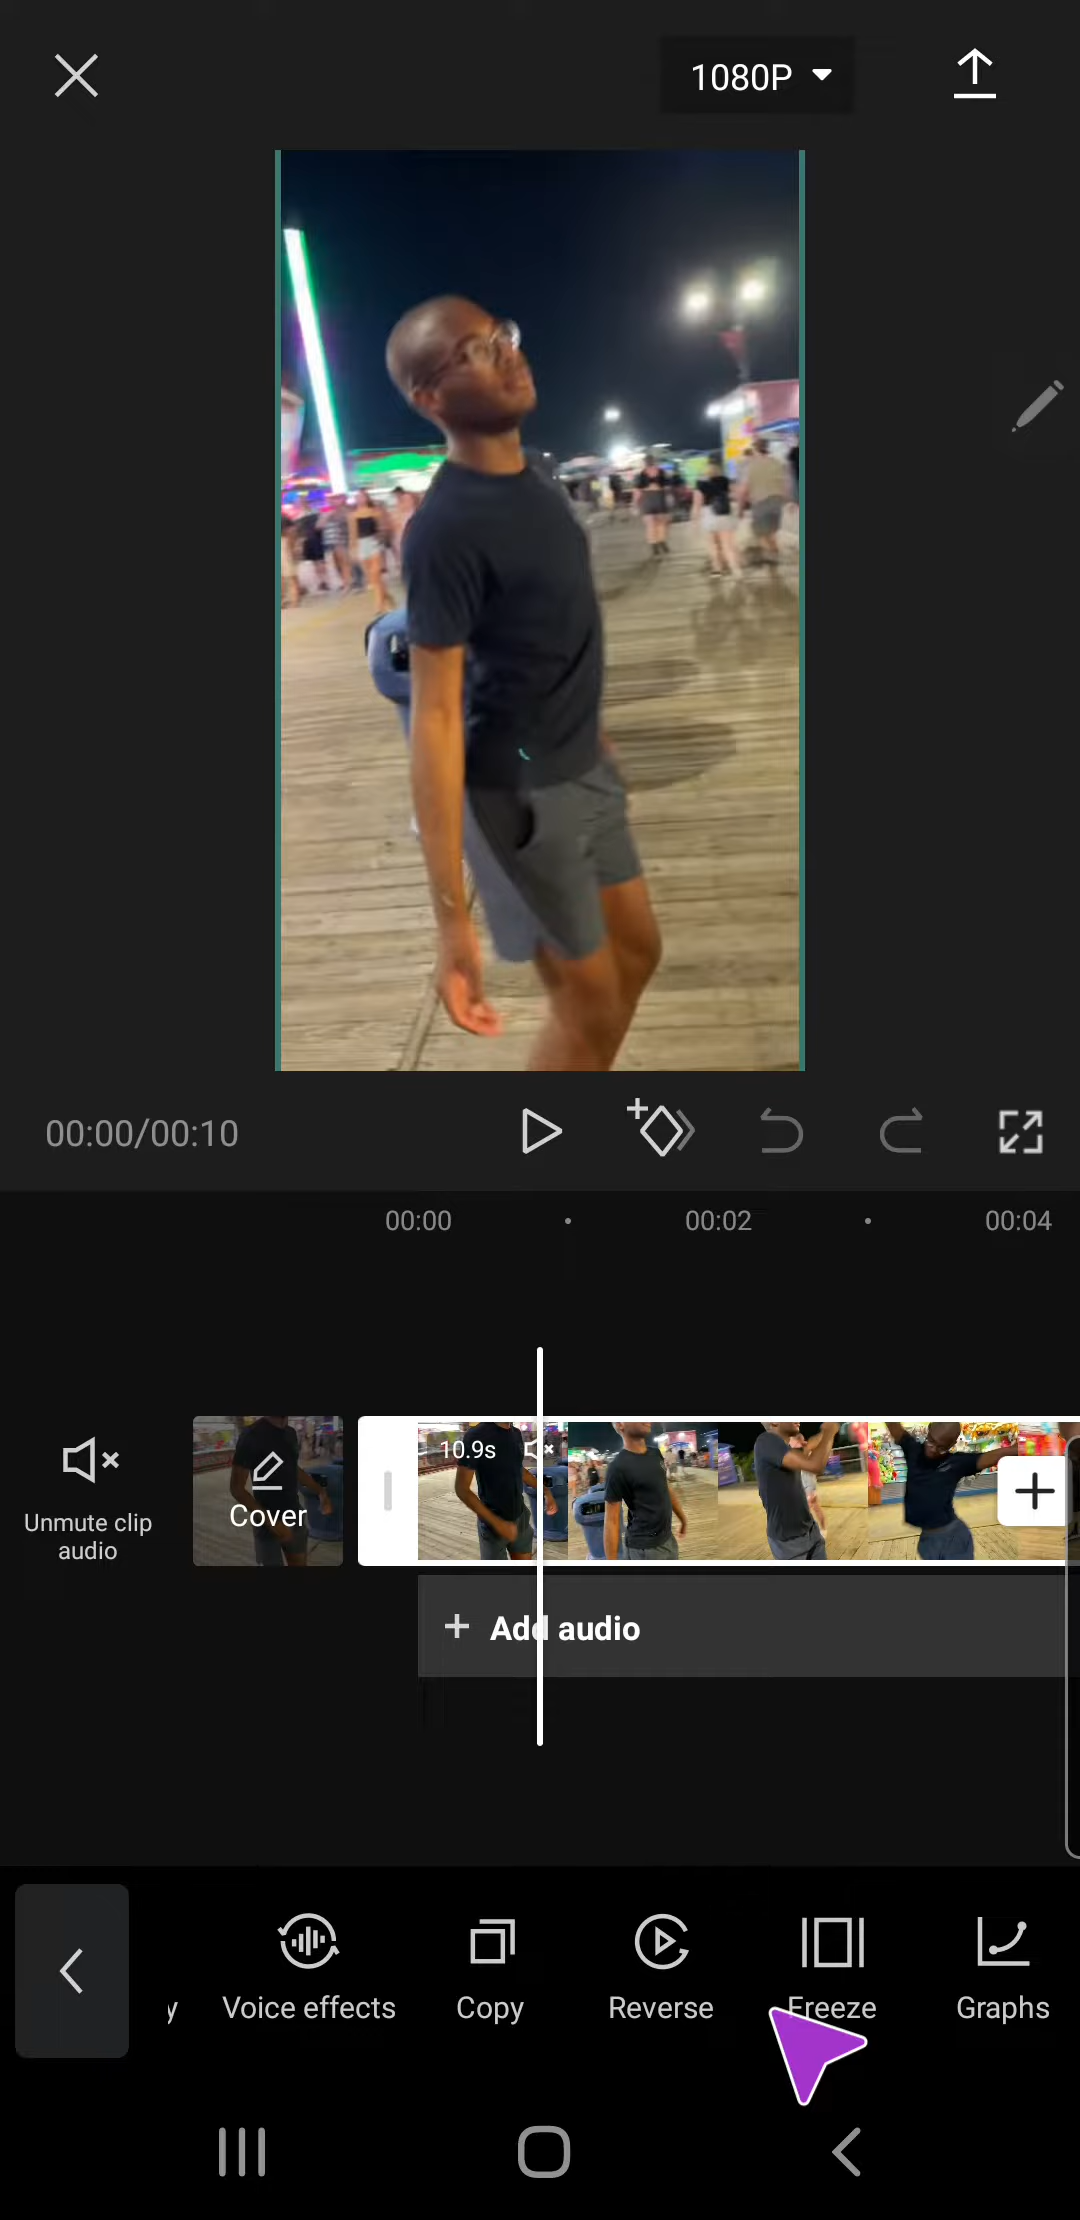 1080P
00:00/00:10
00:00
00:02
00:04
10.9s
Cover
Unmute clip
audio
Add audio
y
Voice effects
Copy
Reverse
Freeze
Graphs